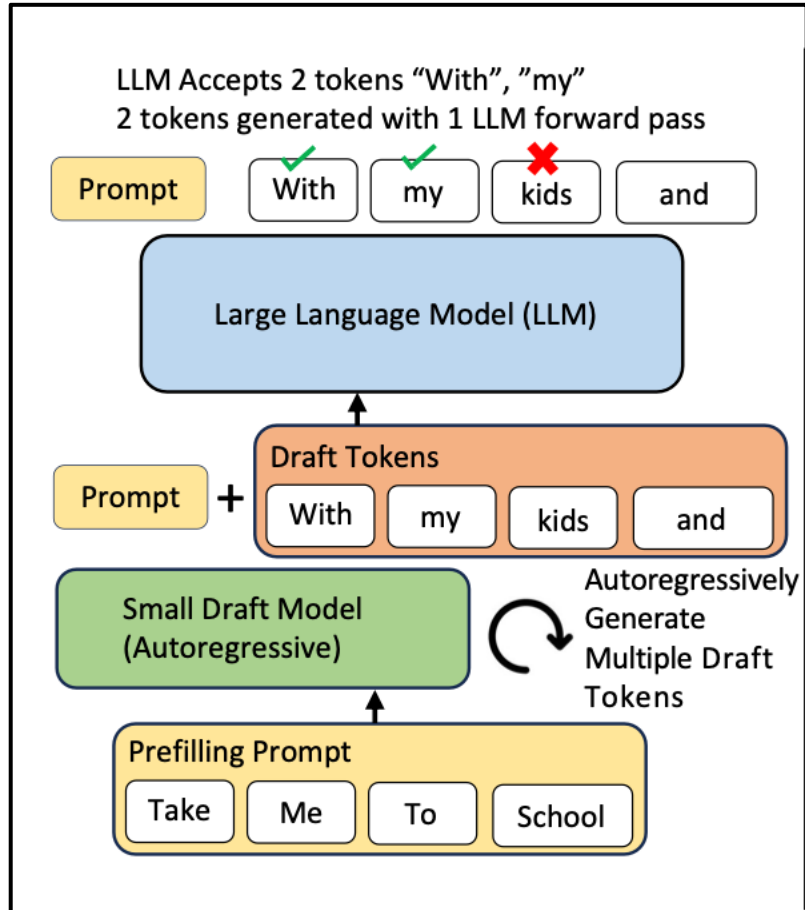 LLM Accepts 2 tokens “With”, ”my”
2 tokens generated with 1 LLM forward pass
Prompt With my kids and
Large Language Model (LLM)
Draft Tokens
Prompt + With my kids and
Small Draft Model
(Autoregressive)
Autoregressively
Generate
Multiple Draft
Tokens
Prefilling Prompt
Take Me To School